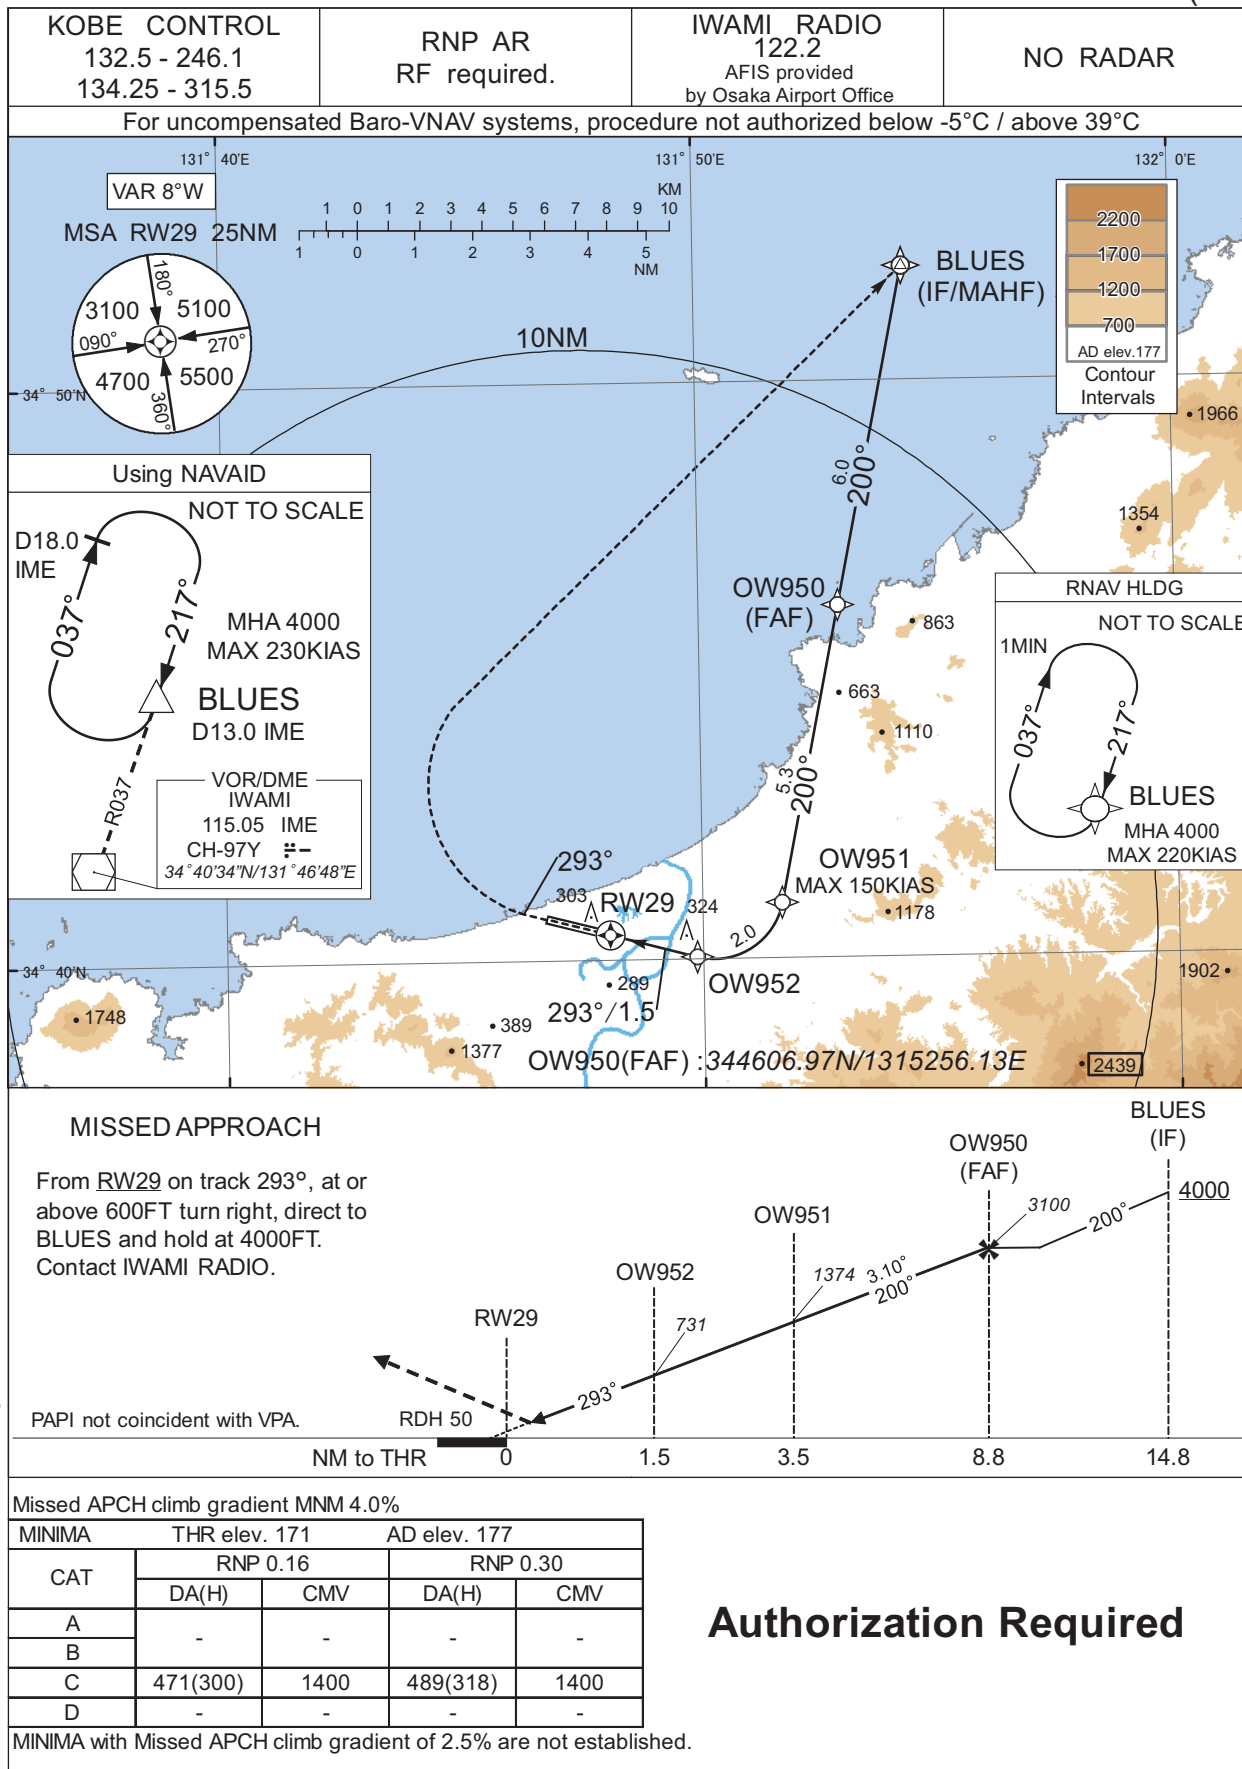 KOBE CONTROL
132.5 - 246.1
134.25 - 315.5
RNP AR
RF required.
IWAMI RADIO
122.2
AFIS provided
by Osaka Airport Office
NO RADAR
For uncompensated Baro-VNAV systems, procedure not authorized below -5°C / above 39°C
131° 40'E
131° 50'E
132° 0'E
VAR 8°W
MSA RW29 25NM
KM
1 0 1 2 3 4 5 6 7 8 9 10
1 0 1 2 3 4 5
NM
180°
3100
5100
090°
270°
4700
5500
360°
34° 50'N
10NM
BLUES
(IF/MAHF)
2200
1700
1200
700
AD elev.177
Contour
Intervals
1966
1354
Using NAVAID
NOT TO SCALE
D18.0
IME
037°
217°
MHA 4000
MAX 230KIAS
BLUES
D13.0 IME
R037
VOR/DME
IWAMI
115.05 IME
CH-97Y
34°40'34"N/131°46'48"E
6.0
200°
OW950
(FAF)
863
663
1110
5.3
200°
RNAV HLDG
NOT TO SCALE
1MIN
037°
217°
BLUES
MHA 4000
MAX 220KIAS
293°
303
RW29
324
OW951
MAX 150KIAS
1178
2.0
OW952
34° 40'N
289
293°/1.5
389
1377
1748
1902
2439
OW950(FAF) :344606.97N/1315256.13E
MISSED APPROACH
From RW29 on track 293°, at or
above 600FT turn right, direct to
BLUES and hold at 4000FT.
Contact IWAMI RADIO.
BLUES
(IF)
OW950
(FAF)
4000
3100
200°
OW951
1374
3.10°
200°
OW952
731
RW29
293°
PAPI not coincident with VPA.
RDH 50
NM to THR 0 1.5 3.5 8.8 14.8
Missed APCH climb gradient MNM 4.0%
MINIMA THR elev. 171 AD elev. 177
CAT RNP 0.16 RNP 0.30
DA(H) CMV DA(H) CMV
A
- - - -
B
C 471(300) 1400 489(318) 1400
D - - - -
MINIMA with Missed APCH climb gradient of 2.5% are not established.
Authorization Required